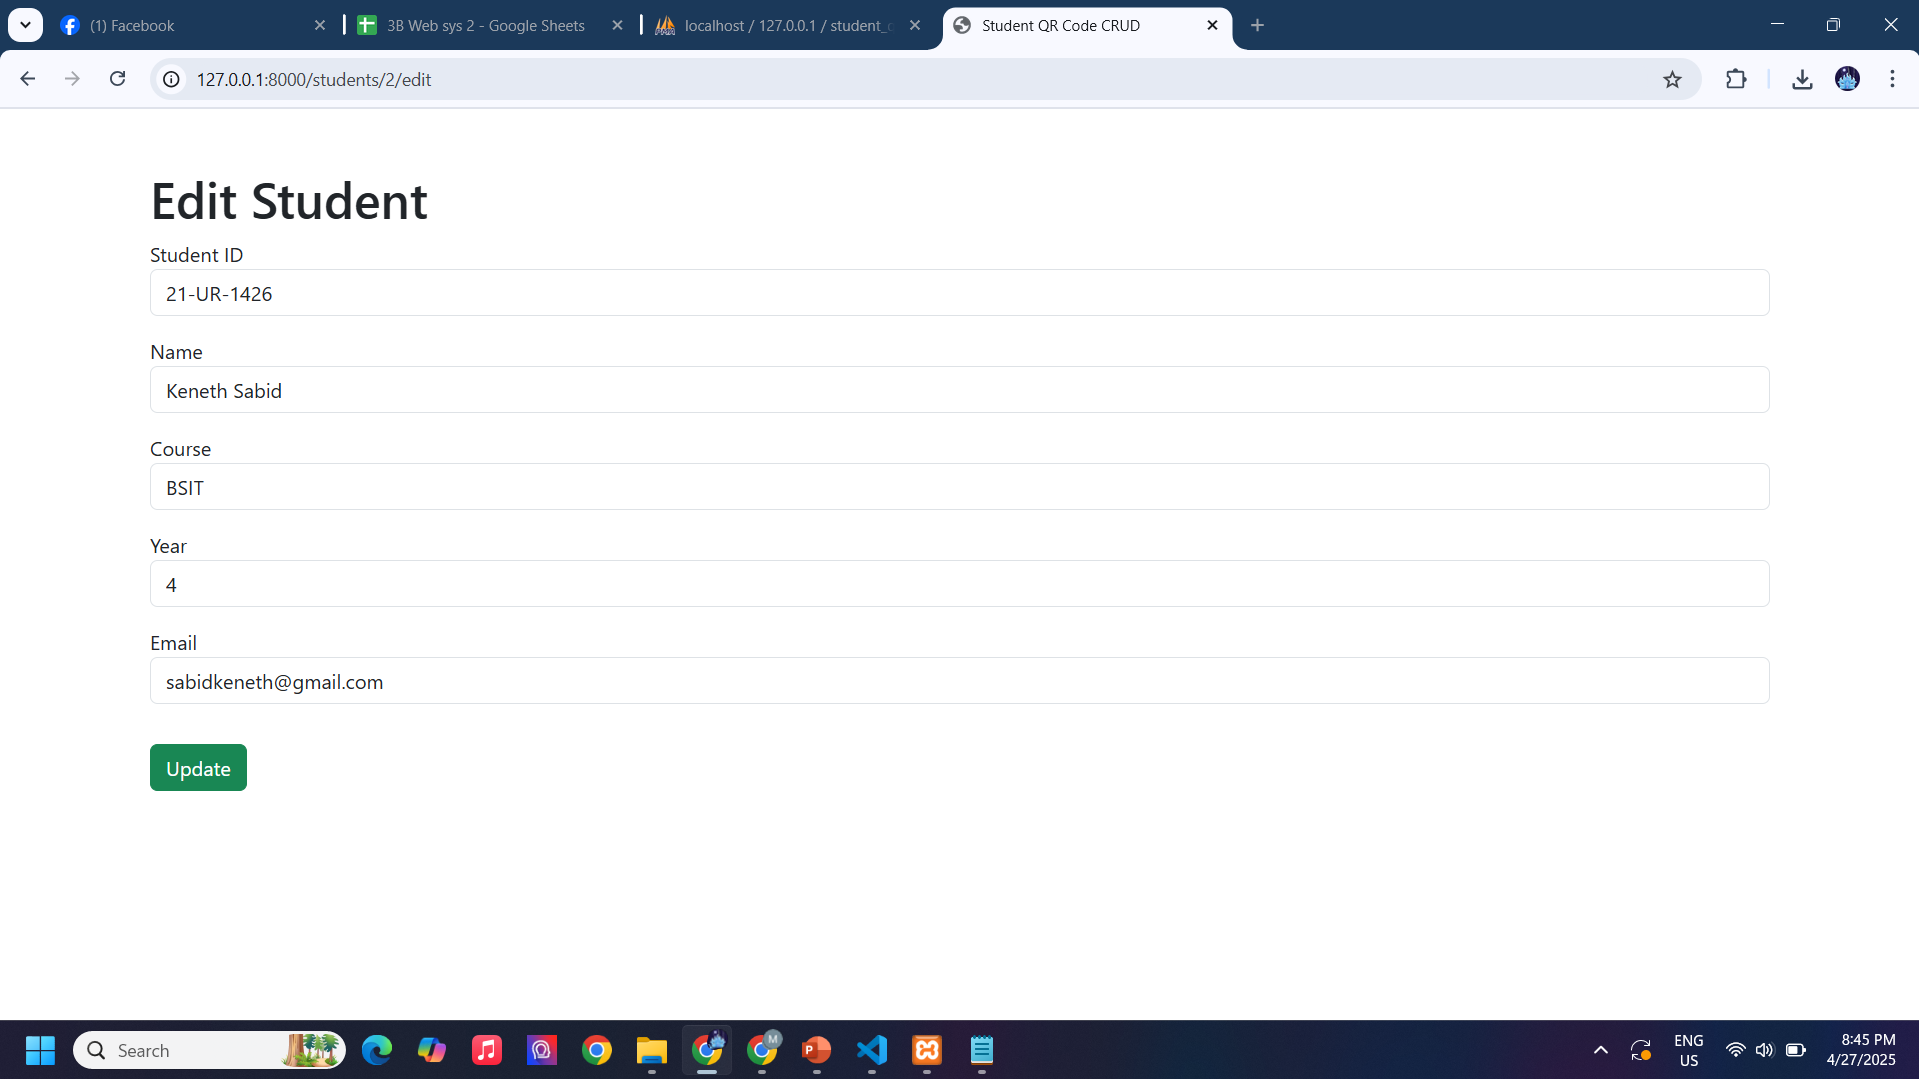 (1) Facebook
3B Web sys 2 - Google Sheets
localhost / 127.0.0.1 / student_
Student QR Code CRUD
127.0.0.1:8000/students/2/edit
Edit Student
Student ID
21-UR-1426
Name
Keneth Sabid
Course
BSIT
Year
4
Email
sabidkeneth@gmail.com
Update
Search
M
P
ENG
US
8:45 PM
4/27/2025